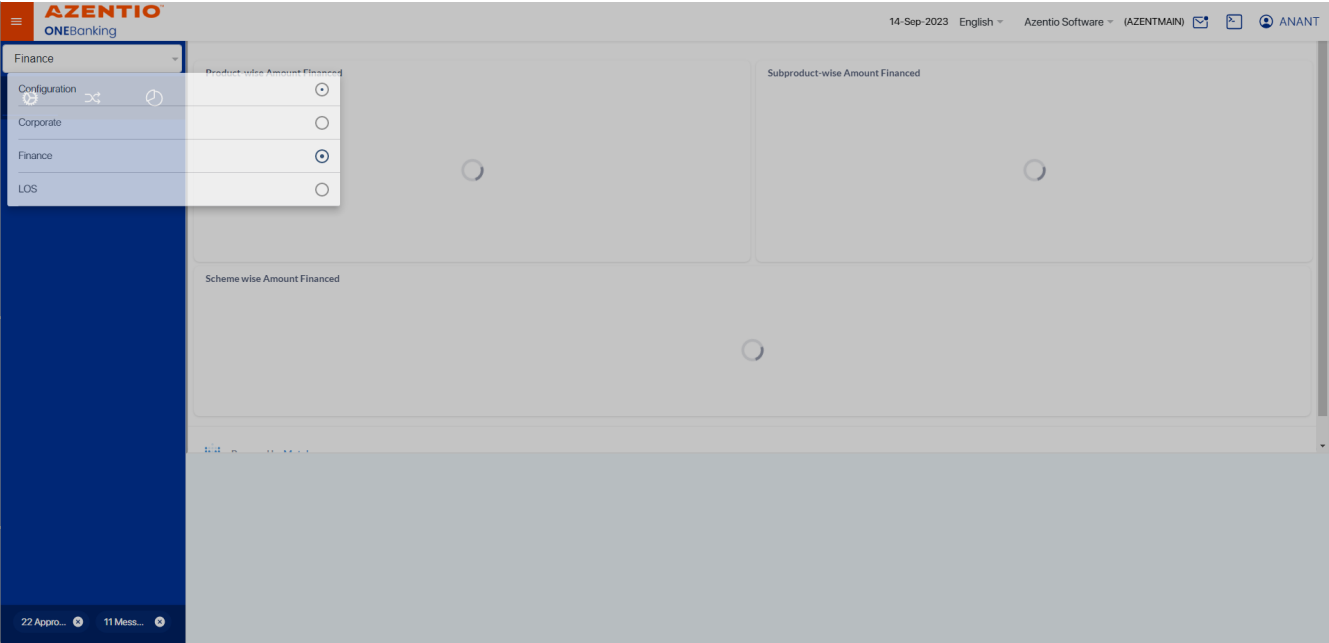 AZENTIO
ONEBanking
14-Sep-2023 English Azentio Software (AZENTMAIN) ANANT
Finance
Product-wise Amount Financed
Subproduct-wise Amount Financed
Configuration
Corporate
Finance
LOS
Scheme wise Amount Financed
22 Appro... 11 Mess...